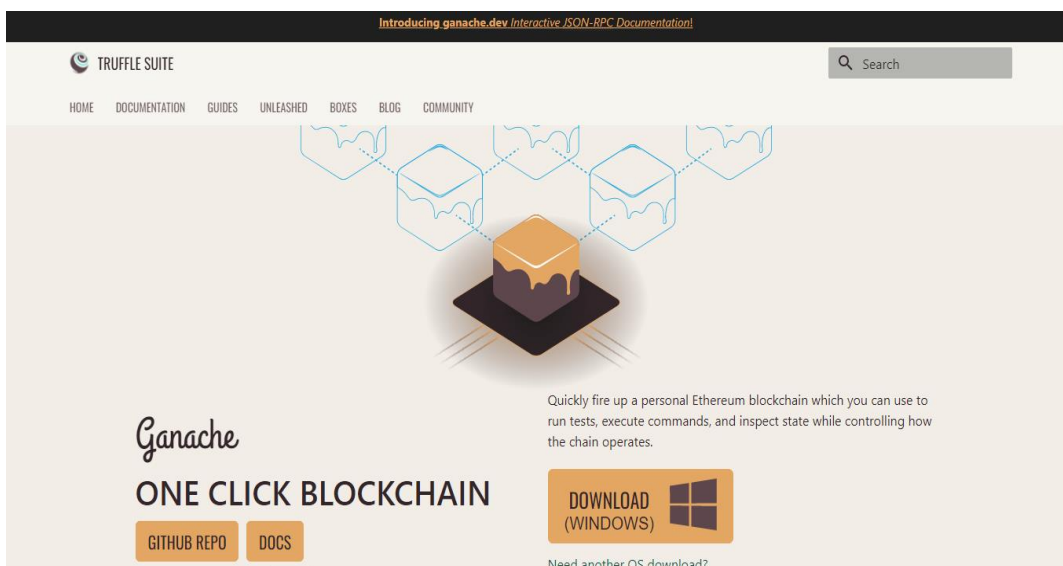 Introducing ganache.dev Interactive JSON-RPC Documentation!
TRUFFLE SUITE
Search
HOME DOCUMENTATION GUIDES UNLEASHED BOXES BLOG COMMUNITY
Ganache
ONE CLICK BLOCKCHAIN
GITHUB REPO DOCS
Quickly fire up a personal Ethereum blockchain which you can use to
run tests, execute commands, and inspect state while controlling how
the chain operates.
DOWNLOAD
(WINDOWS)
Need another OS download?